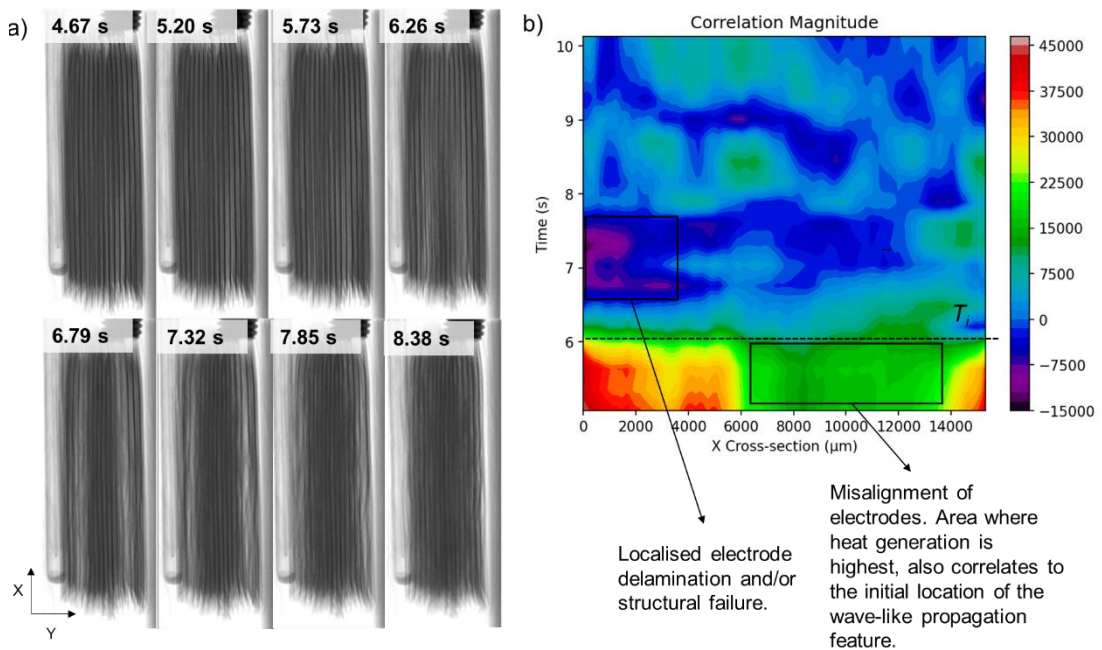 a)
4.67 s
5.20 s
5.73 s
6.26 s
6.79 s
7.32 s
7.85 s
8.38 s
X
Y
b)
Correlation Magnitude
10
9
8
7
6
Time (s)
0 2000 4000 6000 8000 10000 12000 14000
X Cross-section (μm)
T_i
45000
37500
30000
22500
15000
7500
0
−7500
−15000
Localised electrode
delamination and/or
structural failure.
Misalignment of
electrodes. Area where
heat generation is
highest, also correlates to
the initial location of the
wave-like propagation
feature.